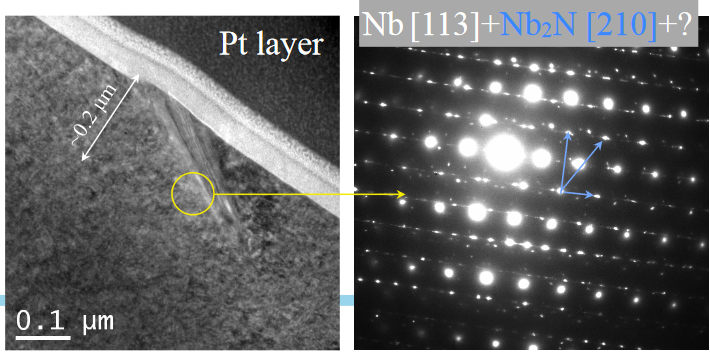 Nb [113]+Nb₂N [210]+?
Pt layer
~0.2 μm
0.1 μm